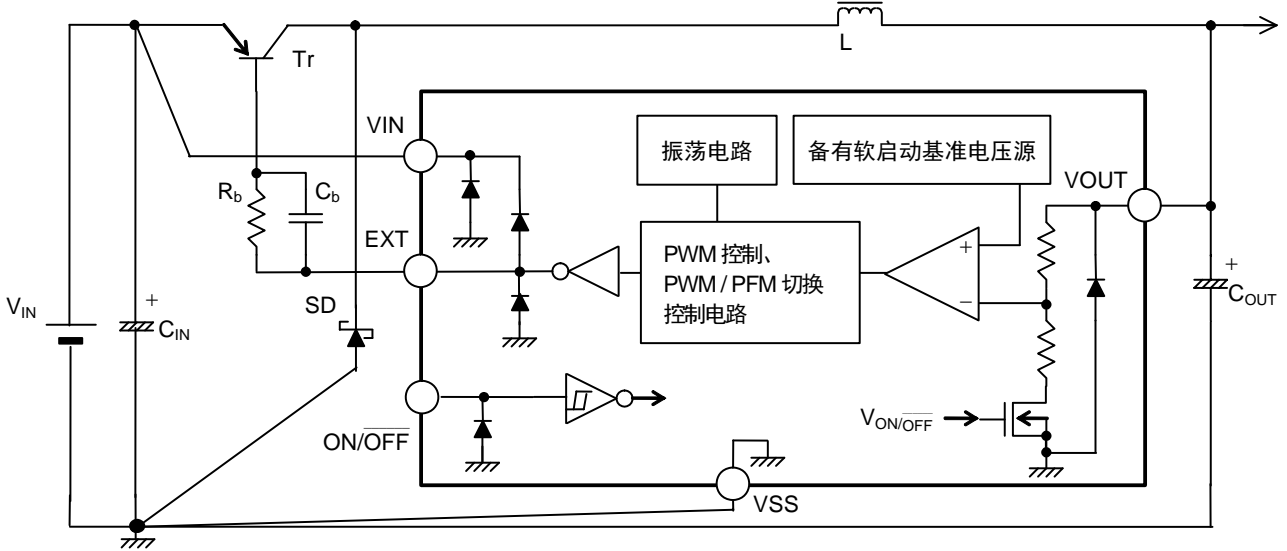 L
Tr
VIN
振荡电路
备有软启动基准电压源
VOUT
Rb
Cb
EXT
PWM 控制、
PWM / PFM 切换
控制电路
+
−
VIN
+
CIN
SD
+
COUT
ON/OFF
VON/OFF
VSS